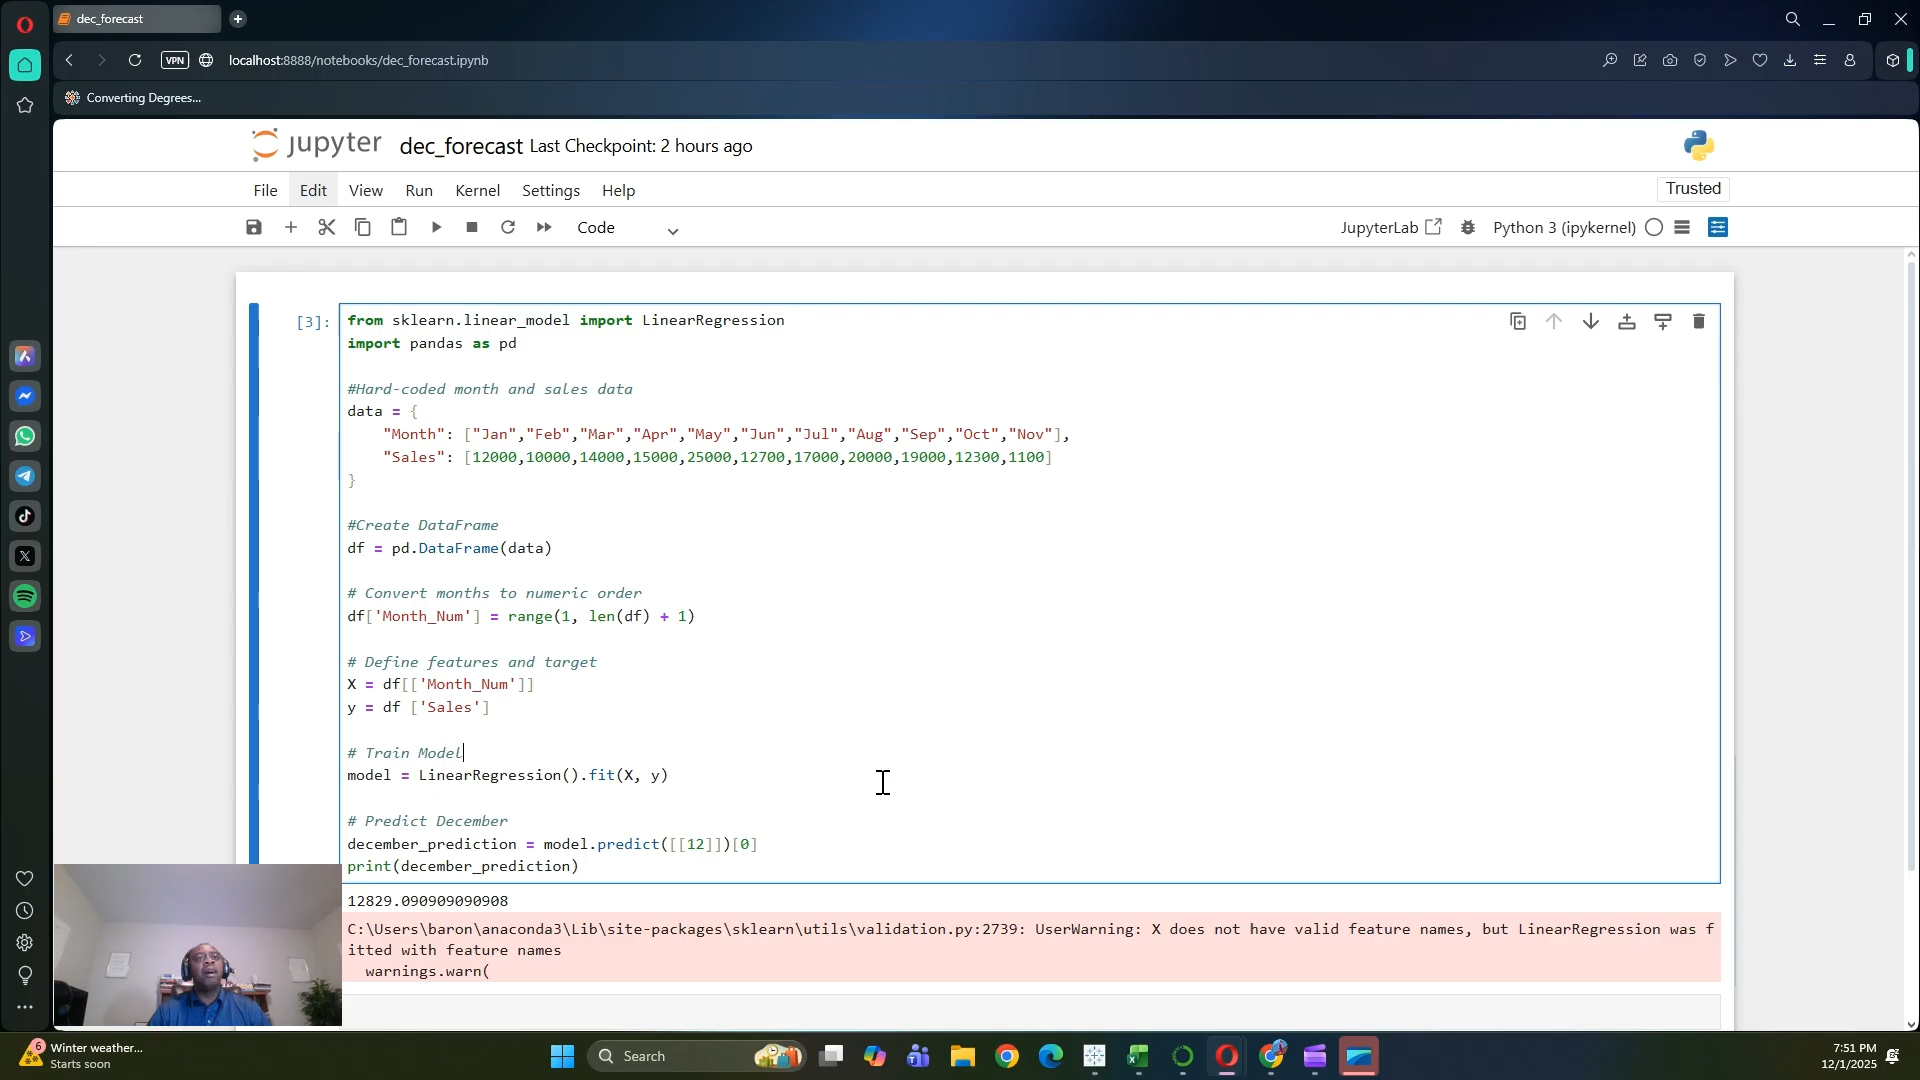 dec_forecast
VPN
localhost:8888/notebooks/dec_forecast.ipynb
Converting Degrees...
jupyter
dec_forecast Last Checkpoint: 2 hours ago
File Edit View Run Kernel Settings Help
Trusted
Code
JupyterLab
Python 3 (ipykernel)
[3]:
from sklearn.linear_model import LinearRegression
import pandas as pd
#Hard-coded month and sales data
data = {
"Month": ["Jan","Feb","Mar","Apr","May","Jun","Jul","Aug","Sep","Oct","Nov"],
"Sales": [12000,10000,14000,15000,25000,12700,17000,20000,19000,12300,1100]
}
#Create DataFrame
df = pd.DataFrame(data)
# Convert months to numeric order
df['Month_Num'] = range(1, len(df) + 1)
# Define features and target
X = df[['Month_Num']]
y = df ['Sales']
# Train Model
model = LinearRegression().fit(X, y)
# Predict December
december_prediction = model.predict([[12]])[0]
print(december_prediction)
12829.090909090908
C:\Users\baron\anaconda3\Lib\site-packages\sklearn\utils\validation.py:2739: UserWarning: X does not have valid feature names, but LinearRegression was f
itted with feature names
warnings.warn(
6
Winter weather...
Starts soon
Search
7:51 PM
12/1/2025